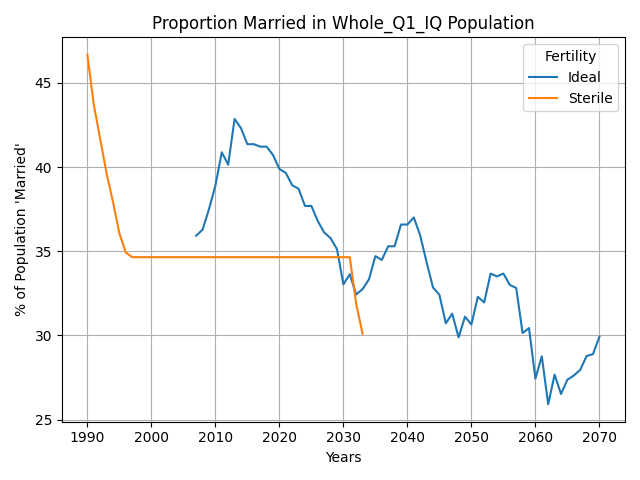 Proportion Married in Whole_Q1_IQ Population
% of Population 'Married'
45
40
35
30
25
Fertility
Ideal
Sterile
1990 2000 2010 2020 2030 2040 2050 2060 2070
Years